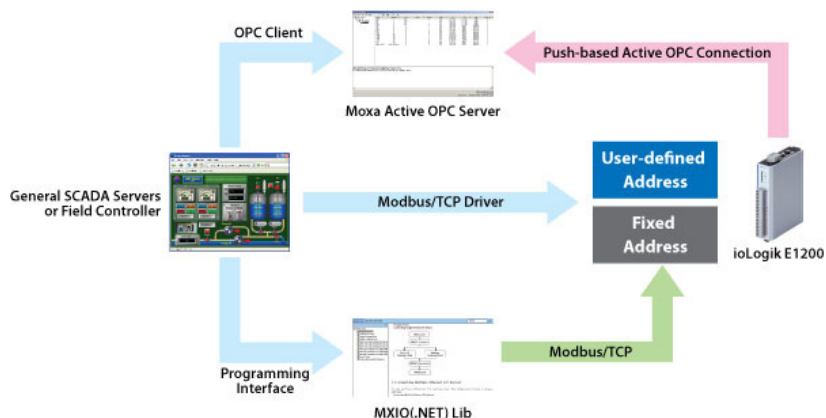 OPC Client
Push-based Active OPC Connection
Moxa Active OPC Server
General SCADA Servers
or Field Controller
Modbus/TCP Driver
User-defined
Address
Fixed
Address
ioLogik E1200
Programming
Interface
Modbus/TCP
MXIO(.NET) Lib